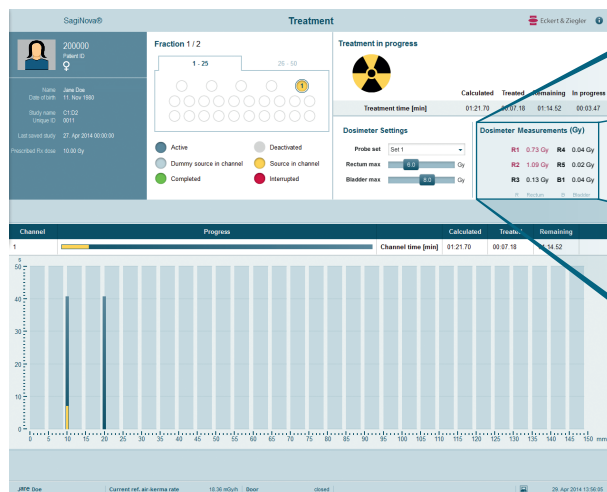 SagiNova®
Treatment
Eckert & Ziegler
200000
Patient ID
Name Jane Doe
Date of birth 11. Nov 1980
Study name C1 D2
Unique ID 0011
Last saved study 27. Apr 2014 00:00:00
Prescribed Rx dose 10.00 Gy
Fraction 1 / 2
1 - 25
26 - 50
1
Active
Deactivated
Dummy source in channel
Source in channel
Completed
Interrupted
Treatment in progress
Calculated Treated Remaining In progress
Treatment time [min] 01:21.70 00:07.18 01:14.52 00:03.47
Dosimeter Settings
Probe set Set 1
Rectum max 6.0 Gy
Bladder max 8.0 Gy
Dosimeter Measurements (Gy)
R1 0.73 Gy R4 0.04 Gy
R2 1.09 Gy R5 0.02 Gy
R3 0.13 Gy B1 0.04 Gy
R Rectum B Bladder
Channel Progress Calculated Treated Remaining
1 Channel time [min] 01:21.70 00:07.18 01:14.52
s
50
40
30
20
10
0
0 5 10 15 20 25 30 35 40 45 50 55 60 65 70 75 80 85 90 95 100 105 110 115 120 125 130 135 140 145 150 mm
Jane Doe Current ref. air-kerma rate 18.36 mGy/h Door closed 29. Apr 2014 13:56:05